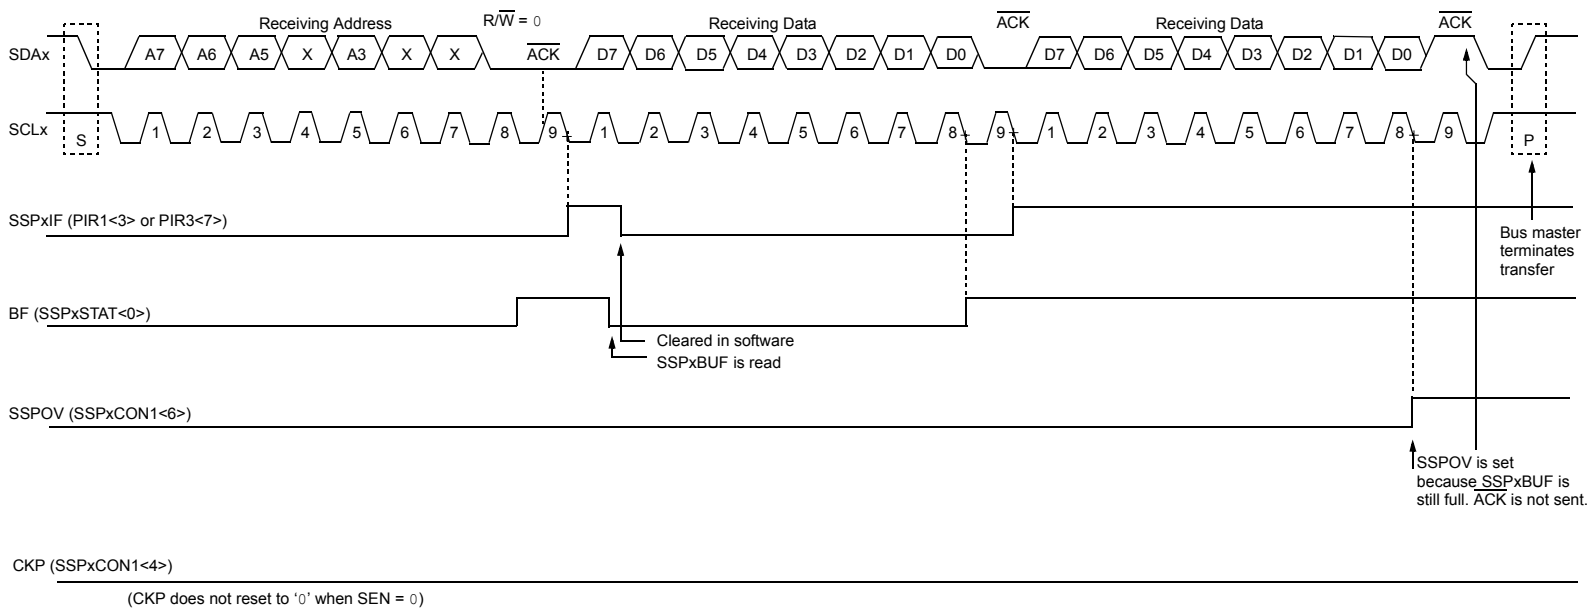 Receiving Address R/W = 0 Receiving Data ACK Receiving Data ACK
SDAx A7 A6 A5 X A3 X X ACK D7 D6 D5 D4 D3 D2 D1 D0 D7 D6 D5 D4 D3 D2 D1 D0
SCLx S 1 2 3 4 5 6 7 8 9 1 2 3 4 5 6 7 8 9 1 2 3 4 5 6 7 8 9 P
SSPxIF (PIR1<3> or PIR3<7>)
Bus master
terminates
transfer
BF (SSPxSTAT<0>)
Cleared in software
SSPxBUF is read
SSPOV (SSPxCON1<6>)
SSPOV is set
because SSPxBUF is
still full. ACK is not sent.
CKP (SSPxCON1<4>)
(CKP does not reset to ‘0’ when SEN = 0)